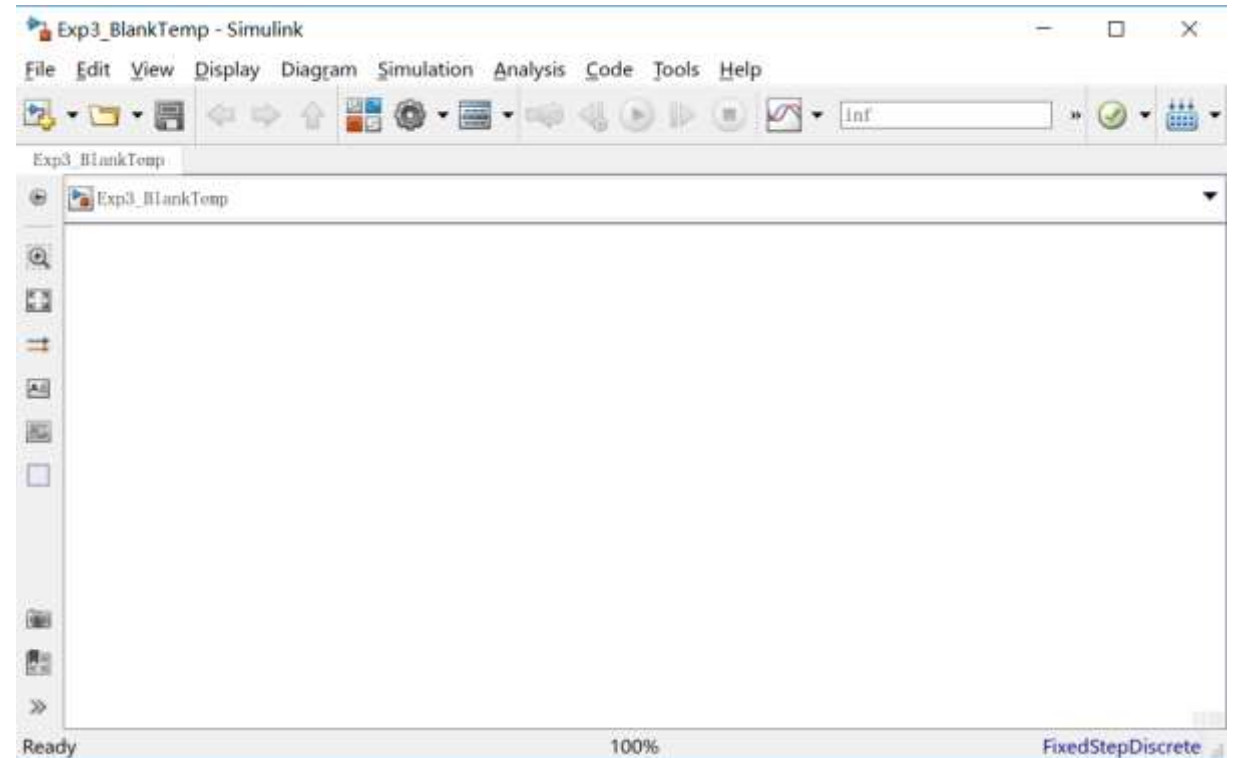 Exp3_BlankTemp - Simulink
File Edit View Display Diagram Simulation Analysis Code Tools Help
inf
Exp3_BlankTemp
Exp3_BlankTemp
Ready 100% FixedStepDiscrete